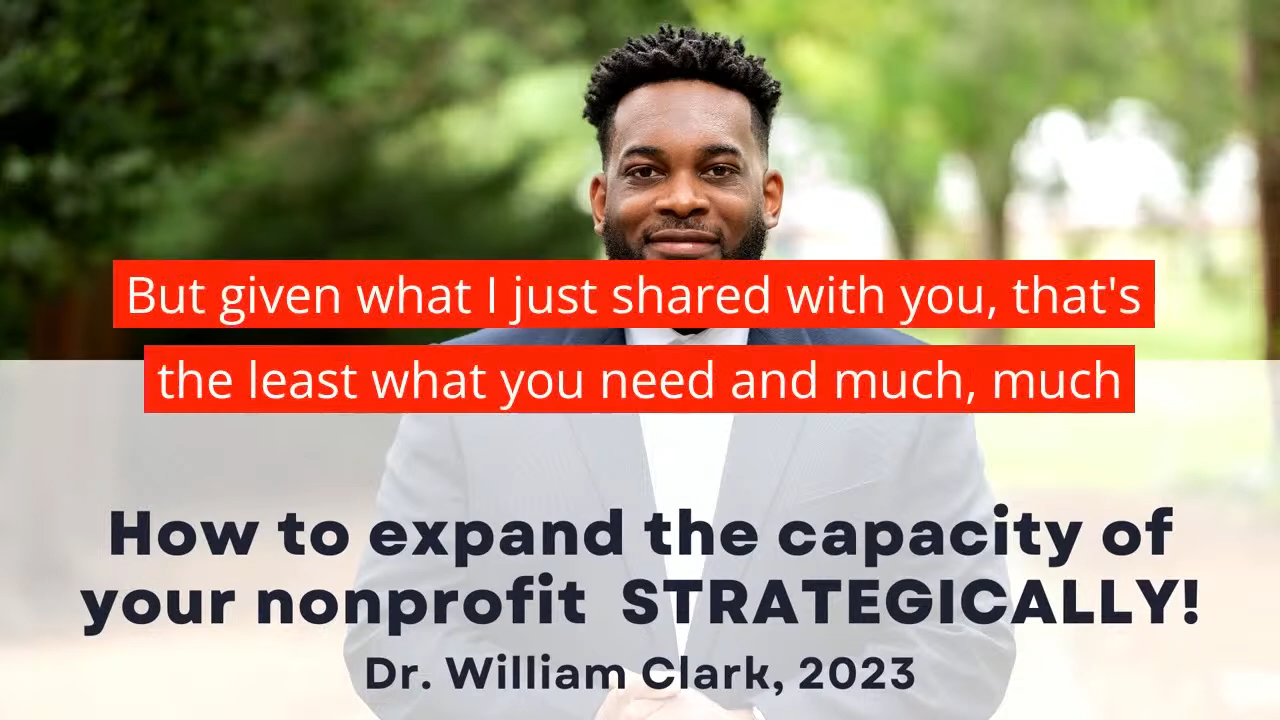 But given what I just shared with you, that's
the least what you need and much, much
How to expand the capacity of
your nonprofit STRATEGICALLY!
Dr. William Clark, 2023